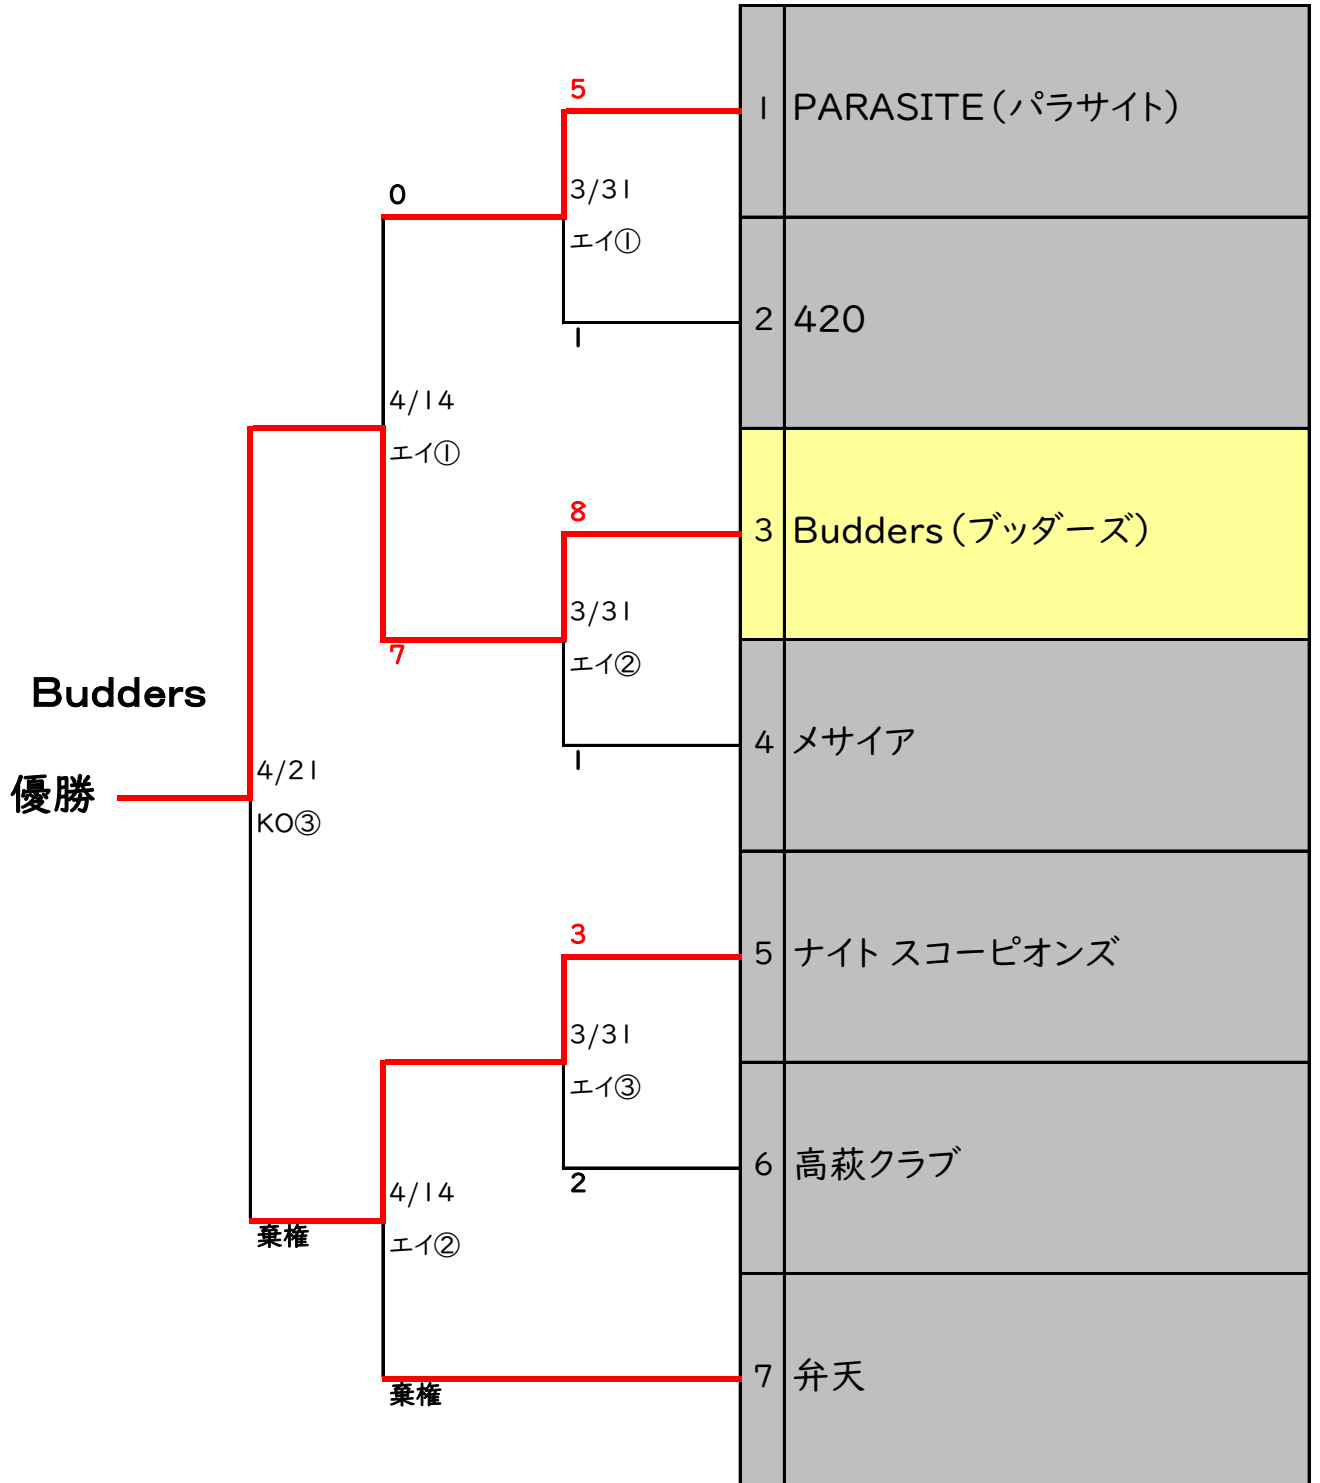 5
1 PARASITE(パラサイト)
0
3/31
エイ①
2 420
1
4/14
エイ①
8
3 Budders(ブッダーズ)
3/31
エイ②
7
Budders
4 メサイア
1
4/21
優勝
KO③
3
5 ナイト スコーピオンズ
3/31
エイ③
6 高萩クラブ
2
4/14
棄権
エイ②
7 弁天
棄権